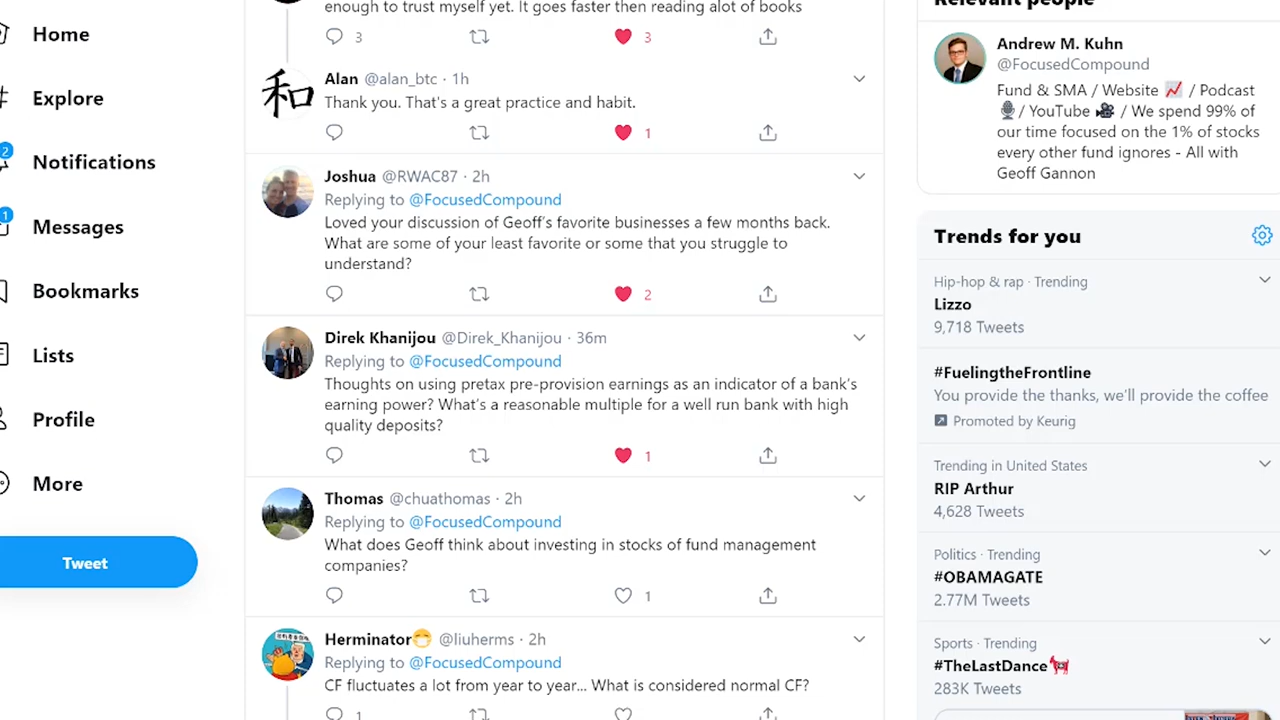 Home
Explore
2
Notifications
1
Messages
Bookmarks
Lists
Profile
More
Tweet
enough to trust myself yet. It goes faster then reading alot of books
3
3
和
Alan @alan_btc · 1h
Thank you. That's a great practice and habit.
1
Joshua @RWAC87 · 2h
Replying to @FocusedCompound
Loved your discussion of Geoff's favorite businesses a few months back.
What are some of your least favorite or some that you struggle to
understand?
2
Direk Khanijou @Direk_Khanijou · 36m
Replying to @FocusedCompound
Thoughts on using pretax pre-provision earnings as an indicator of a bank's
earning power? What's a reasonable multiple for a well run bank with high
quality deposits?
1
Thomas @chuathomas · 2h
Replying to @FocusedCompound
What does Geoff think about investing in stocks of fund management
companies?
1
Herminator @liuherms · 2h
Replying to @FocusedCompound
CF fluctuates a lot from year to year... What is considered normal CF?
1
Relevant people
Andrew M. Kuhn
@FocusedCompound
Fund & SMA / Website 📈 / Podcast
🎙/ YouTube 🎥 / We spend 99% of
our time focused on the 1% of stocks
every other fund ignores - All with
Geoff Gannon
Trends for you
Hip-hop & rap · Trending
Lizzo
9,718 Tweets
#FuelingtheFrontline
You provide the thanks, we'll provide the coffee
Promoted by Keurig
Trending in United States
RIP Arthur
4,628 Tweets
Politics · Trending
#OBAMAGATE
2.77M Tweets
Sports · Trending
#TheLastDance
283K Tweets